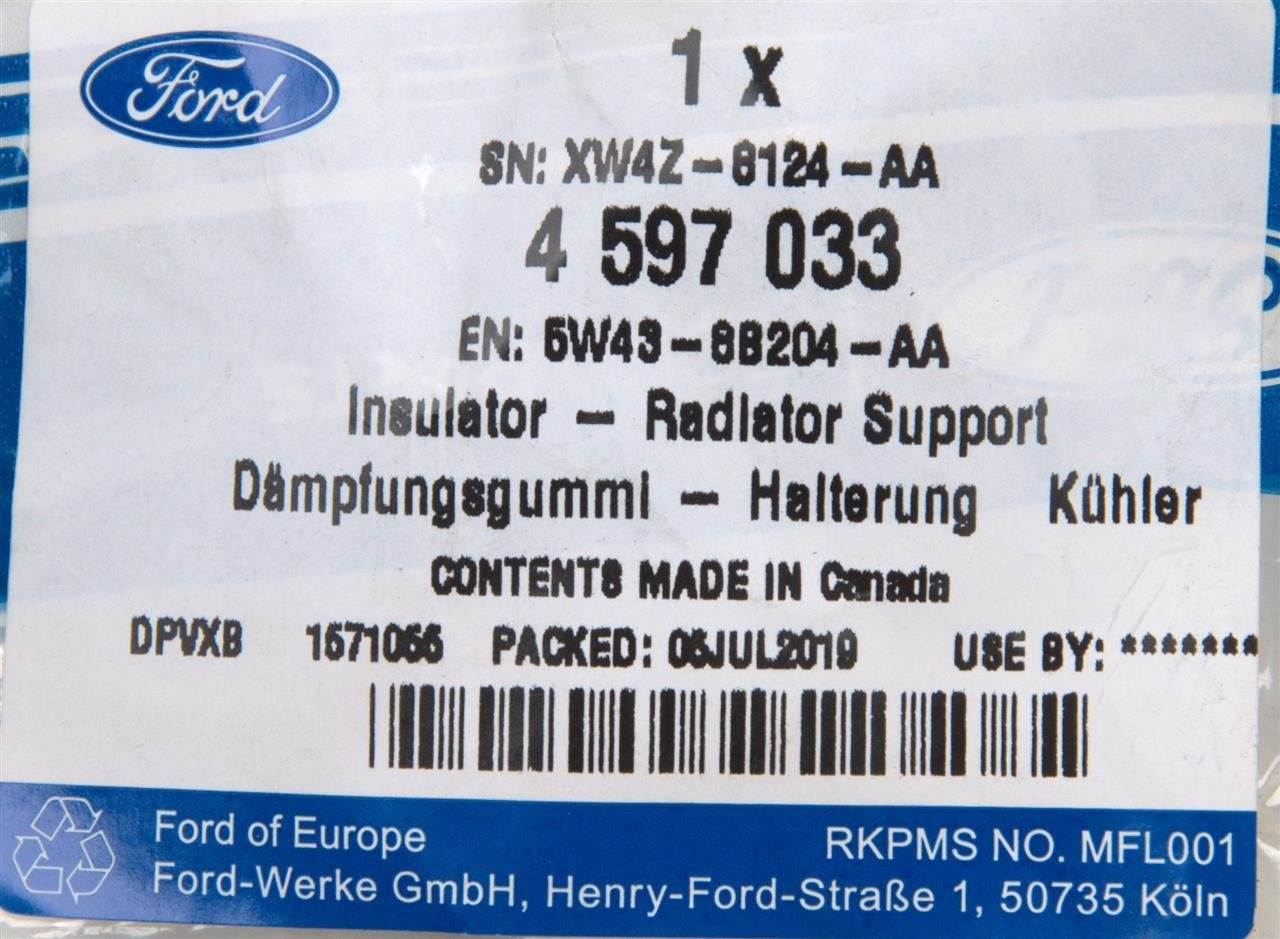 Ford
1 x
SN: XW4Z-8124-AA
4 597 033
EN: 5W43-8B204-AA
Insulator - Radiator Support
Dämpfungsgummi - Halterung Kühler
CONTENTS MADE IN Canada
DPVXB 1571055 PACKED: 05JUL2019 USE BY: *******
Ford of Europe
RKPMS NO. MFL001
Ford-Werke GmbH, Henry-Ford-Straße 1, 50735 Köln